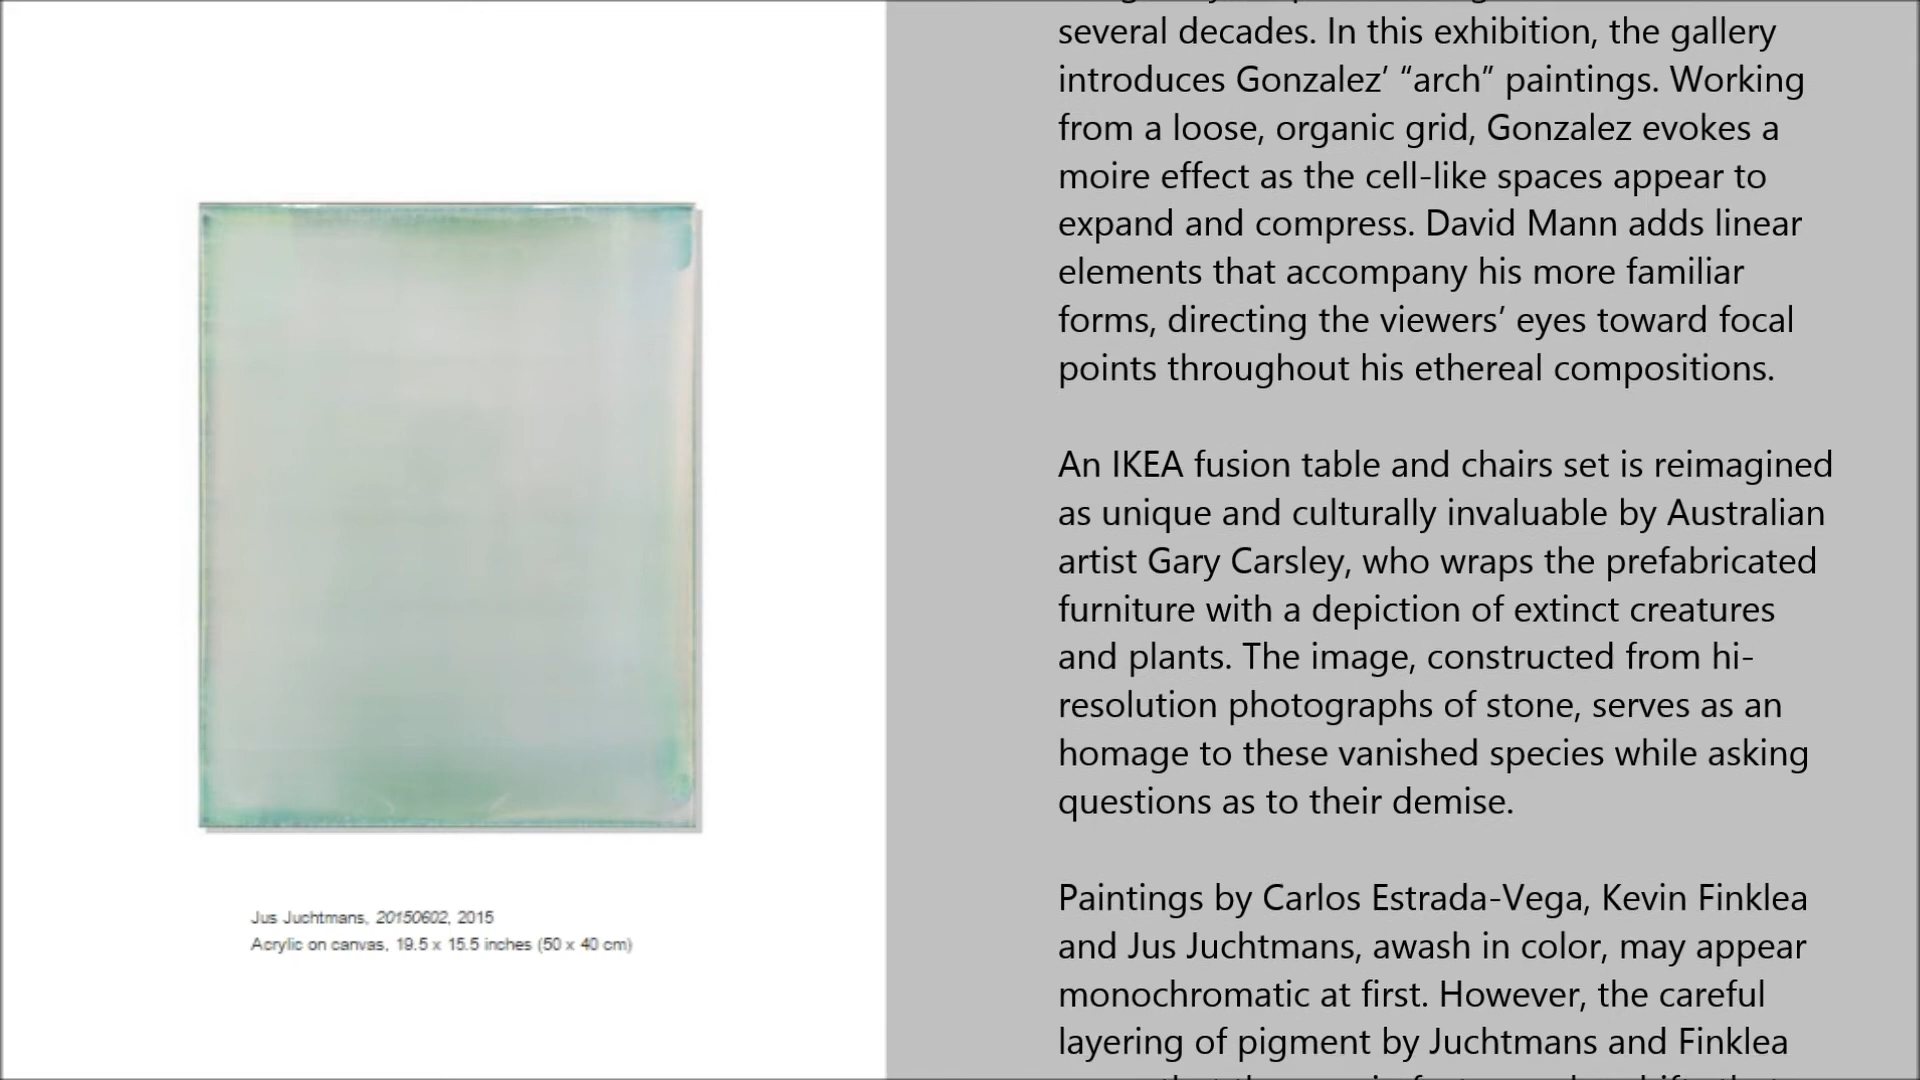 Jus Juchtmans, 20150602, 2015
Acrylic on canvas, 19.5 x 15.5 inches (50 x 40 cm)
several decades. In this exhibition, the gallery
introduces Gonzalez’ “arch” paintings. Working
from a loose, organic grid, Gonzalez evokes a
moire effect as the cell-like spaces appear to
expand and compress. David Mann adds linear
elements that accompany his more familiar
forms, directing the viewers’ eyes toward focal
points throughout his ethereal compositions.
An IKEA fusion table and chairs set is reimagined
as unique and culturally invaluable by Australian
artist Gary Carsley, who wraps the prefabricated
furniture with a depiction of extinct creatures
and plants. The image, constructed from hi-
resolution photographs of stone, serves as an
homage to these vanished species while asking
questions as to their demise.
Paintings by Carlos Estrada-Vega, Kevin Finklea
and Jus Juchtmans, awash in color, may appear
monochromatic at first. However, the careful
layering of pigment by Juchtmans and Finklea